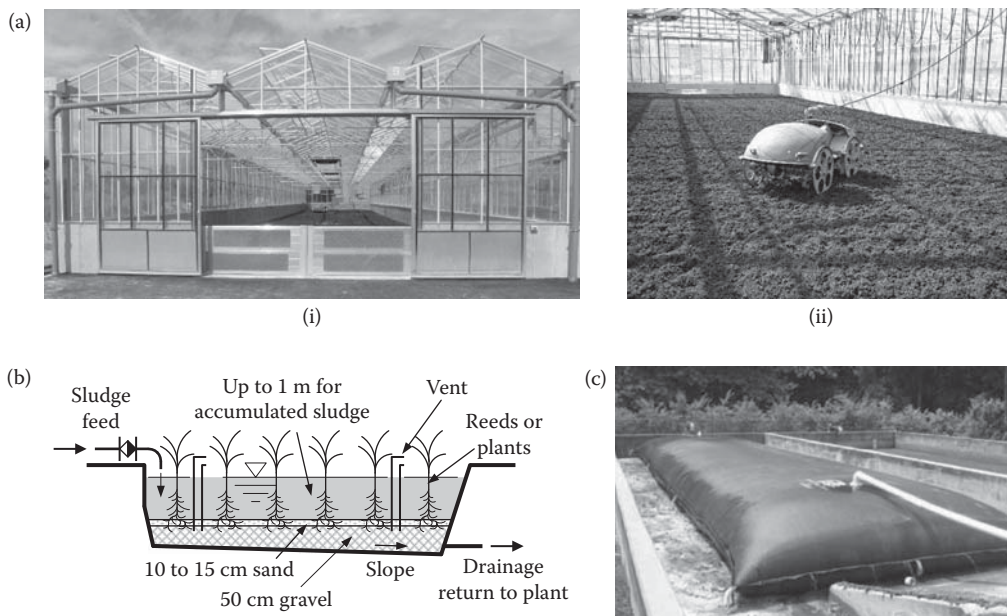 (a)
(i)
(ii)
(b)
Sludge
feed
Up to 1 m for
accumulated sludge
Vent
Reeds or
plants
10 to 15 cm sand
50 cm gravel
Slope
Drainage
return to plant
(c)